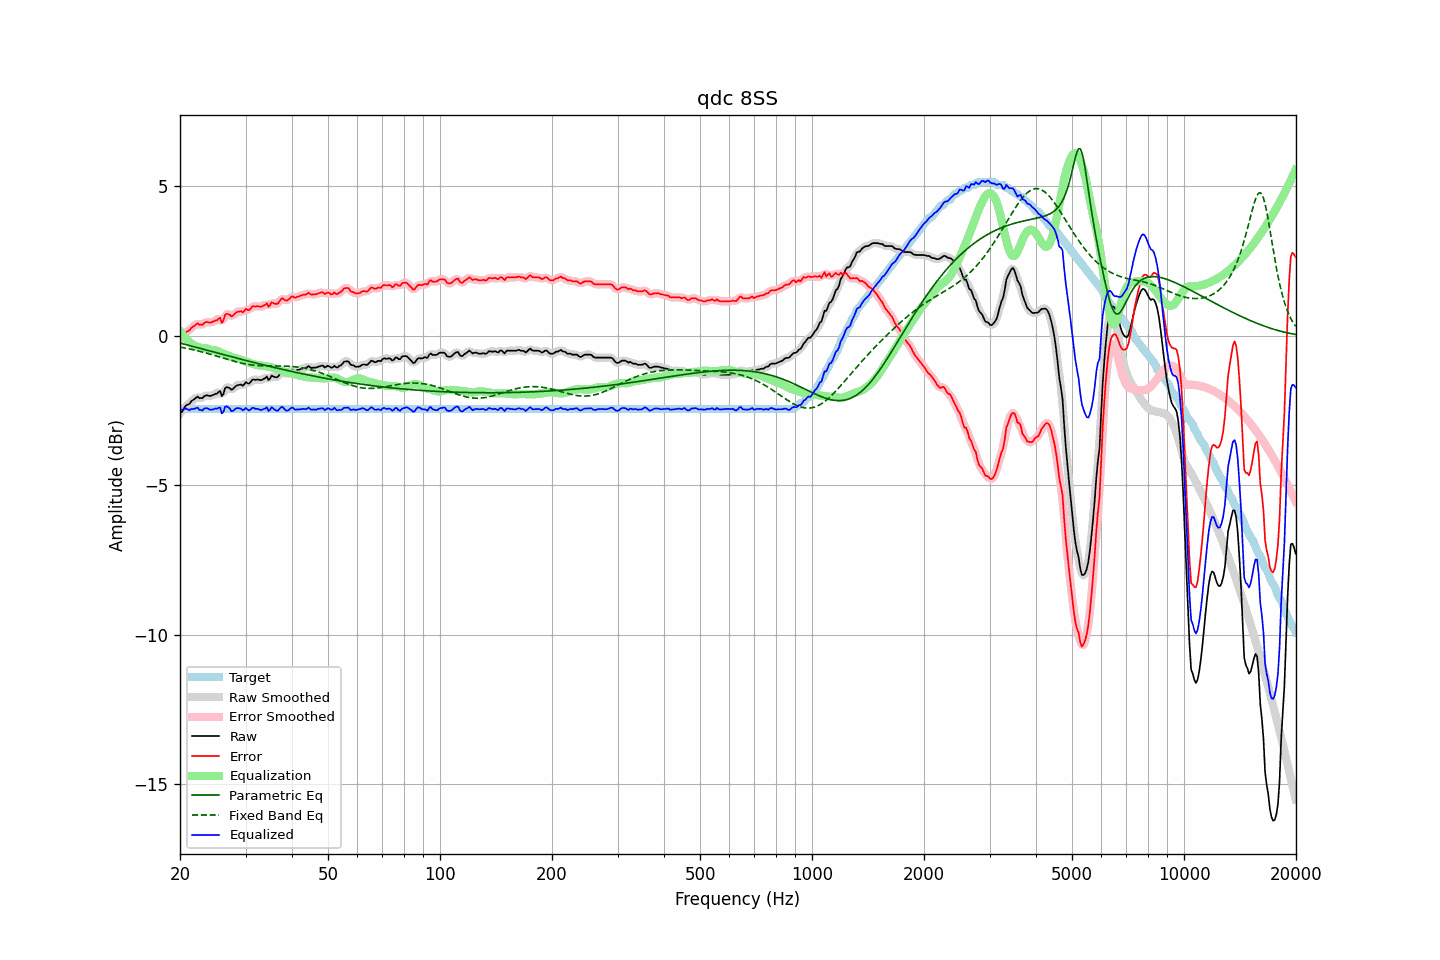 qdc 8SS
Amplitude (dBr)
5
0
−5
−10
−15
Target
Raw Smoothed
Error Smoothed
Raw
Error
Equalization
Parametric Eq
Fixed Band Eq
Equalized
20 50 100 200 500 1000 2000 5000 10000 20000
Frequency (Hz)